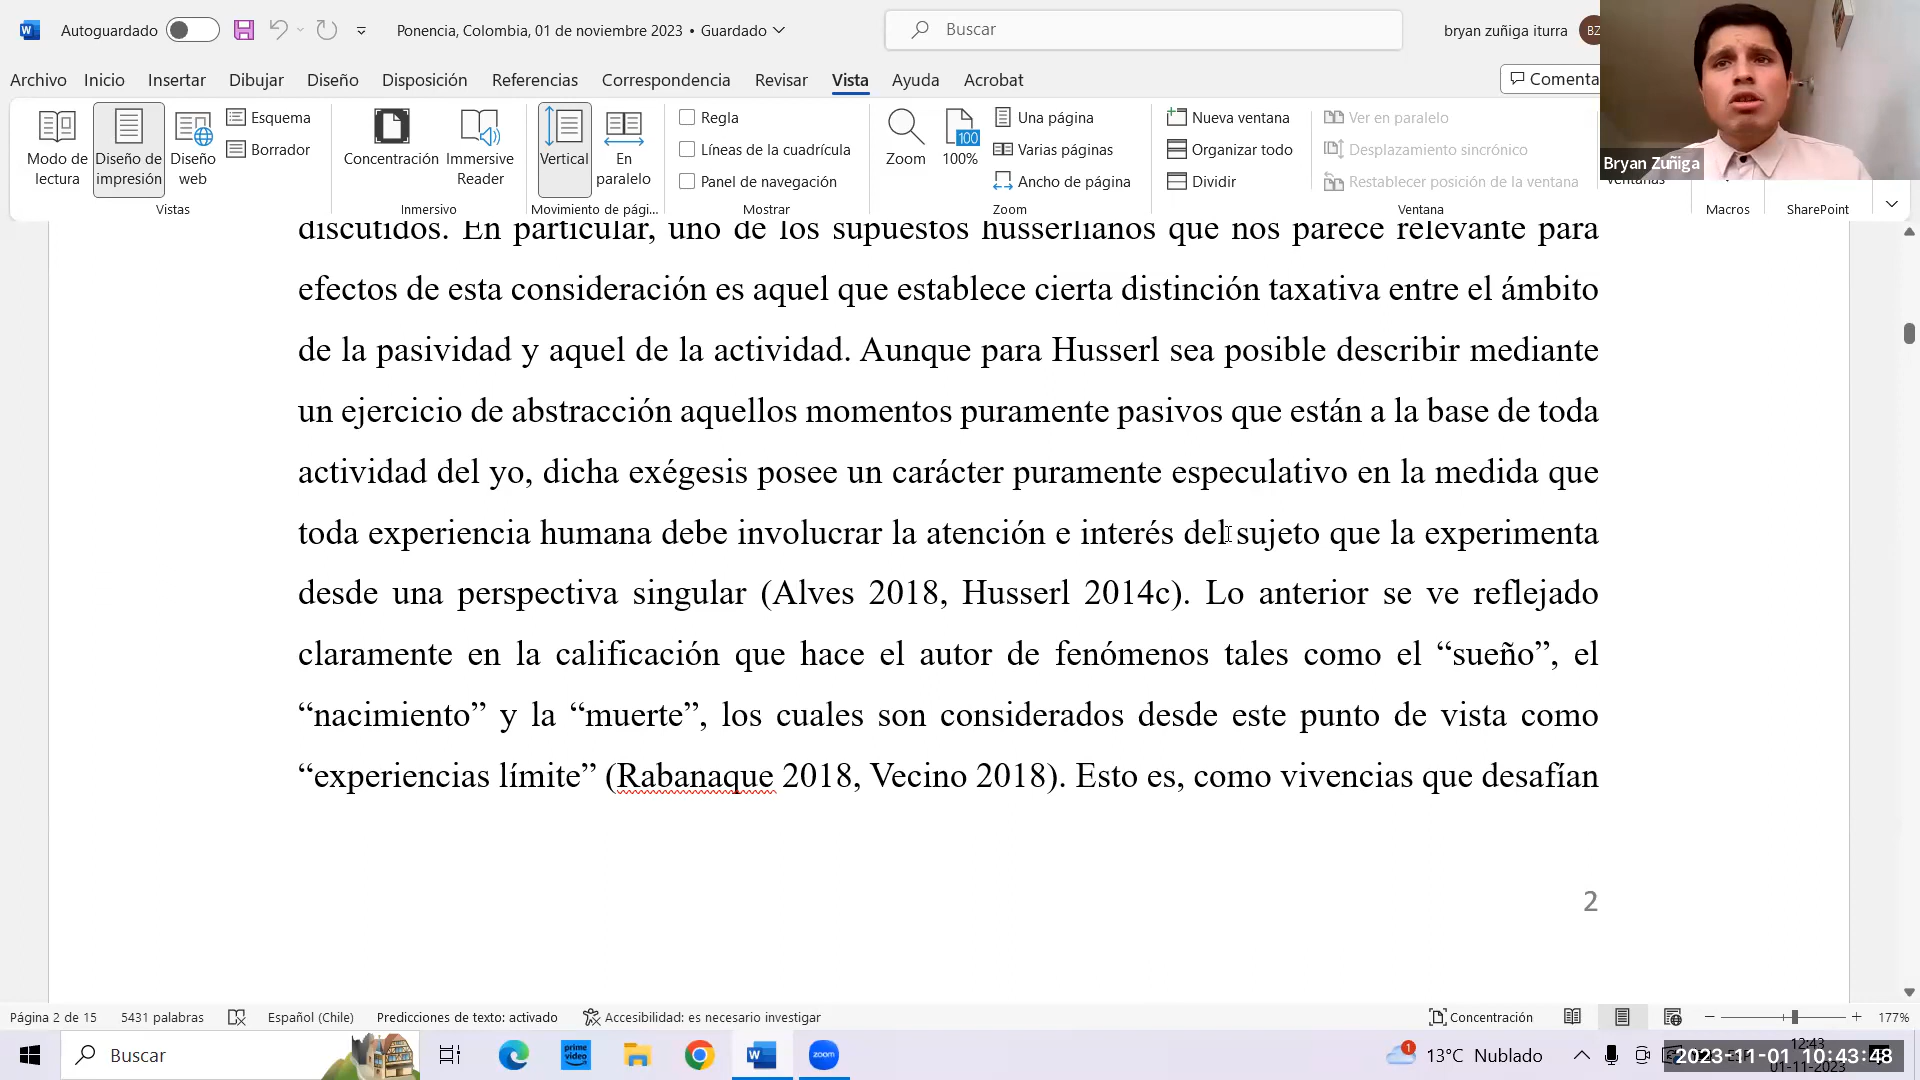 Autoguardado
Ponencia, Colombia, 01 de noviembre 2023 • Guardado
Buscar
bryan zuñiga iturra
BZ
Archivo Inicio Insertar Dibujar Diseño Disposición Referencias Correspondencia Revisar Vista Ayuda Acrobat
Comenta
Modo de lectura
Diseño de impresión
Diseño web
Esquema
Borrador
Vistas
Concentración
Immersive Reader
Inmersivo
Vertical
En paralelo
Movimiento de pági...
Regla
Líneas de la cuadrícula
Panel de navegación
Mostrar
Zoom
100
100%
Una página
Varias páginas
Ancho de página
Zoom
Nueva ventana
Organizar todo
Dividir
Ver en paralelo
Desplazamiento sincrónico
Restablecer posición de la ventana
Ventana
Macros
SharePoint
Bryan Zuñiga
discutidos. En particular, uno de los supuestos husserlianos que nos parece relevante para
efectos de esta consideración es aquel que establece cierta distinción taxativa entre el ámbito
de la pasividad y aquel de la actividad. Aunque para Husserl sea posible describir mediante
un ejercicio de abstracción aquellos momentos puramente pasivos que están a la base de toda
actividad del yo, dicha exégesis posee un carácter puramente especulativo en la medida que
toda experiencia humana debe involucrar la atención e interés del sujeto que la experimenta
desde una perspectiva singular (Alves 2018, Husserl 2014c). Lo anterior se ve reflejado
claramente en la calificación que hace el autor de fenómenos tales como el “sueño”, el
“nacimiento” y la “muerte”, los cuales son considerados desde este punto de vista como
“experiencias límite” (Rabanaque 2018, Vecino 2018). Esto es, como vivencias que desafían
2
Página 2 de 15
5431 palabras
Español (Chile)
Predicciones de texto: activado
Accesibilidad: es necesario investigar
Concentración
177%
Buscar
prime video
zoom
1
13°C Nublado
12:43
2023-11-01 10:43:48